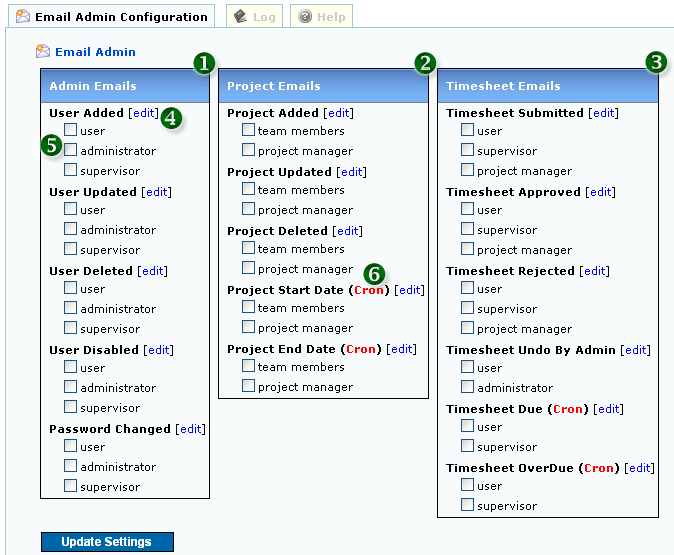 Email Admin Configuration
Log
Help
Email Admin
1
Admin Emails
User Added [edit] 4
user
5 administrator
supervisor
User Updated [edit]
user
administrator
supervisor
User Deleted [edit]
user
administrator
supervisor
User Disabled [edit]
user
administrator
supervisor
Password Changed [edit]
user
administrator
supervisor
2
Project Emails
Project Added [edit]
team members
project manager
Project Updated [edit]
team members
project manager
Project Deleted [edit]
team members
project manager
6
Project Start Date (Cron) [edit]
team members
project manager
Project End Date (Cron) [edit]
team members
project manager
3
Timesheet Emails
Timesheet Submitted [edit]
user
supervisor
project manager
Timesheet Approved [edit]
user
supervisor
project manager
Timesheet Rejected [edit]
user
supervisor
project manager
Timesheet Undo By Admin [edit]
user
administrator
Timesheet Due (Cron) [edit]
user
supervisor
Timesheet OverDue (Cron) [edit]
user
supervisor
Update Settings